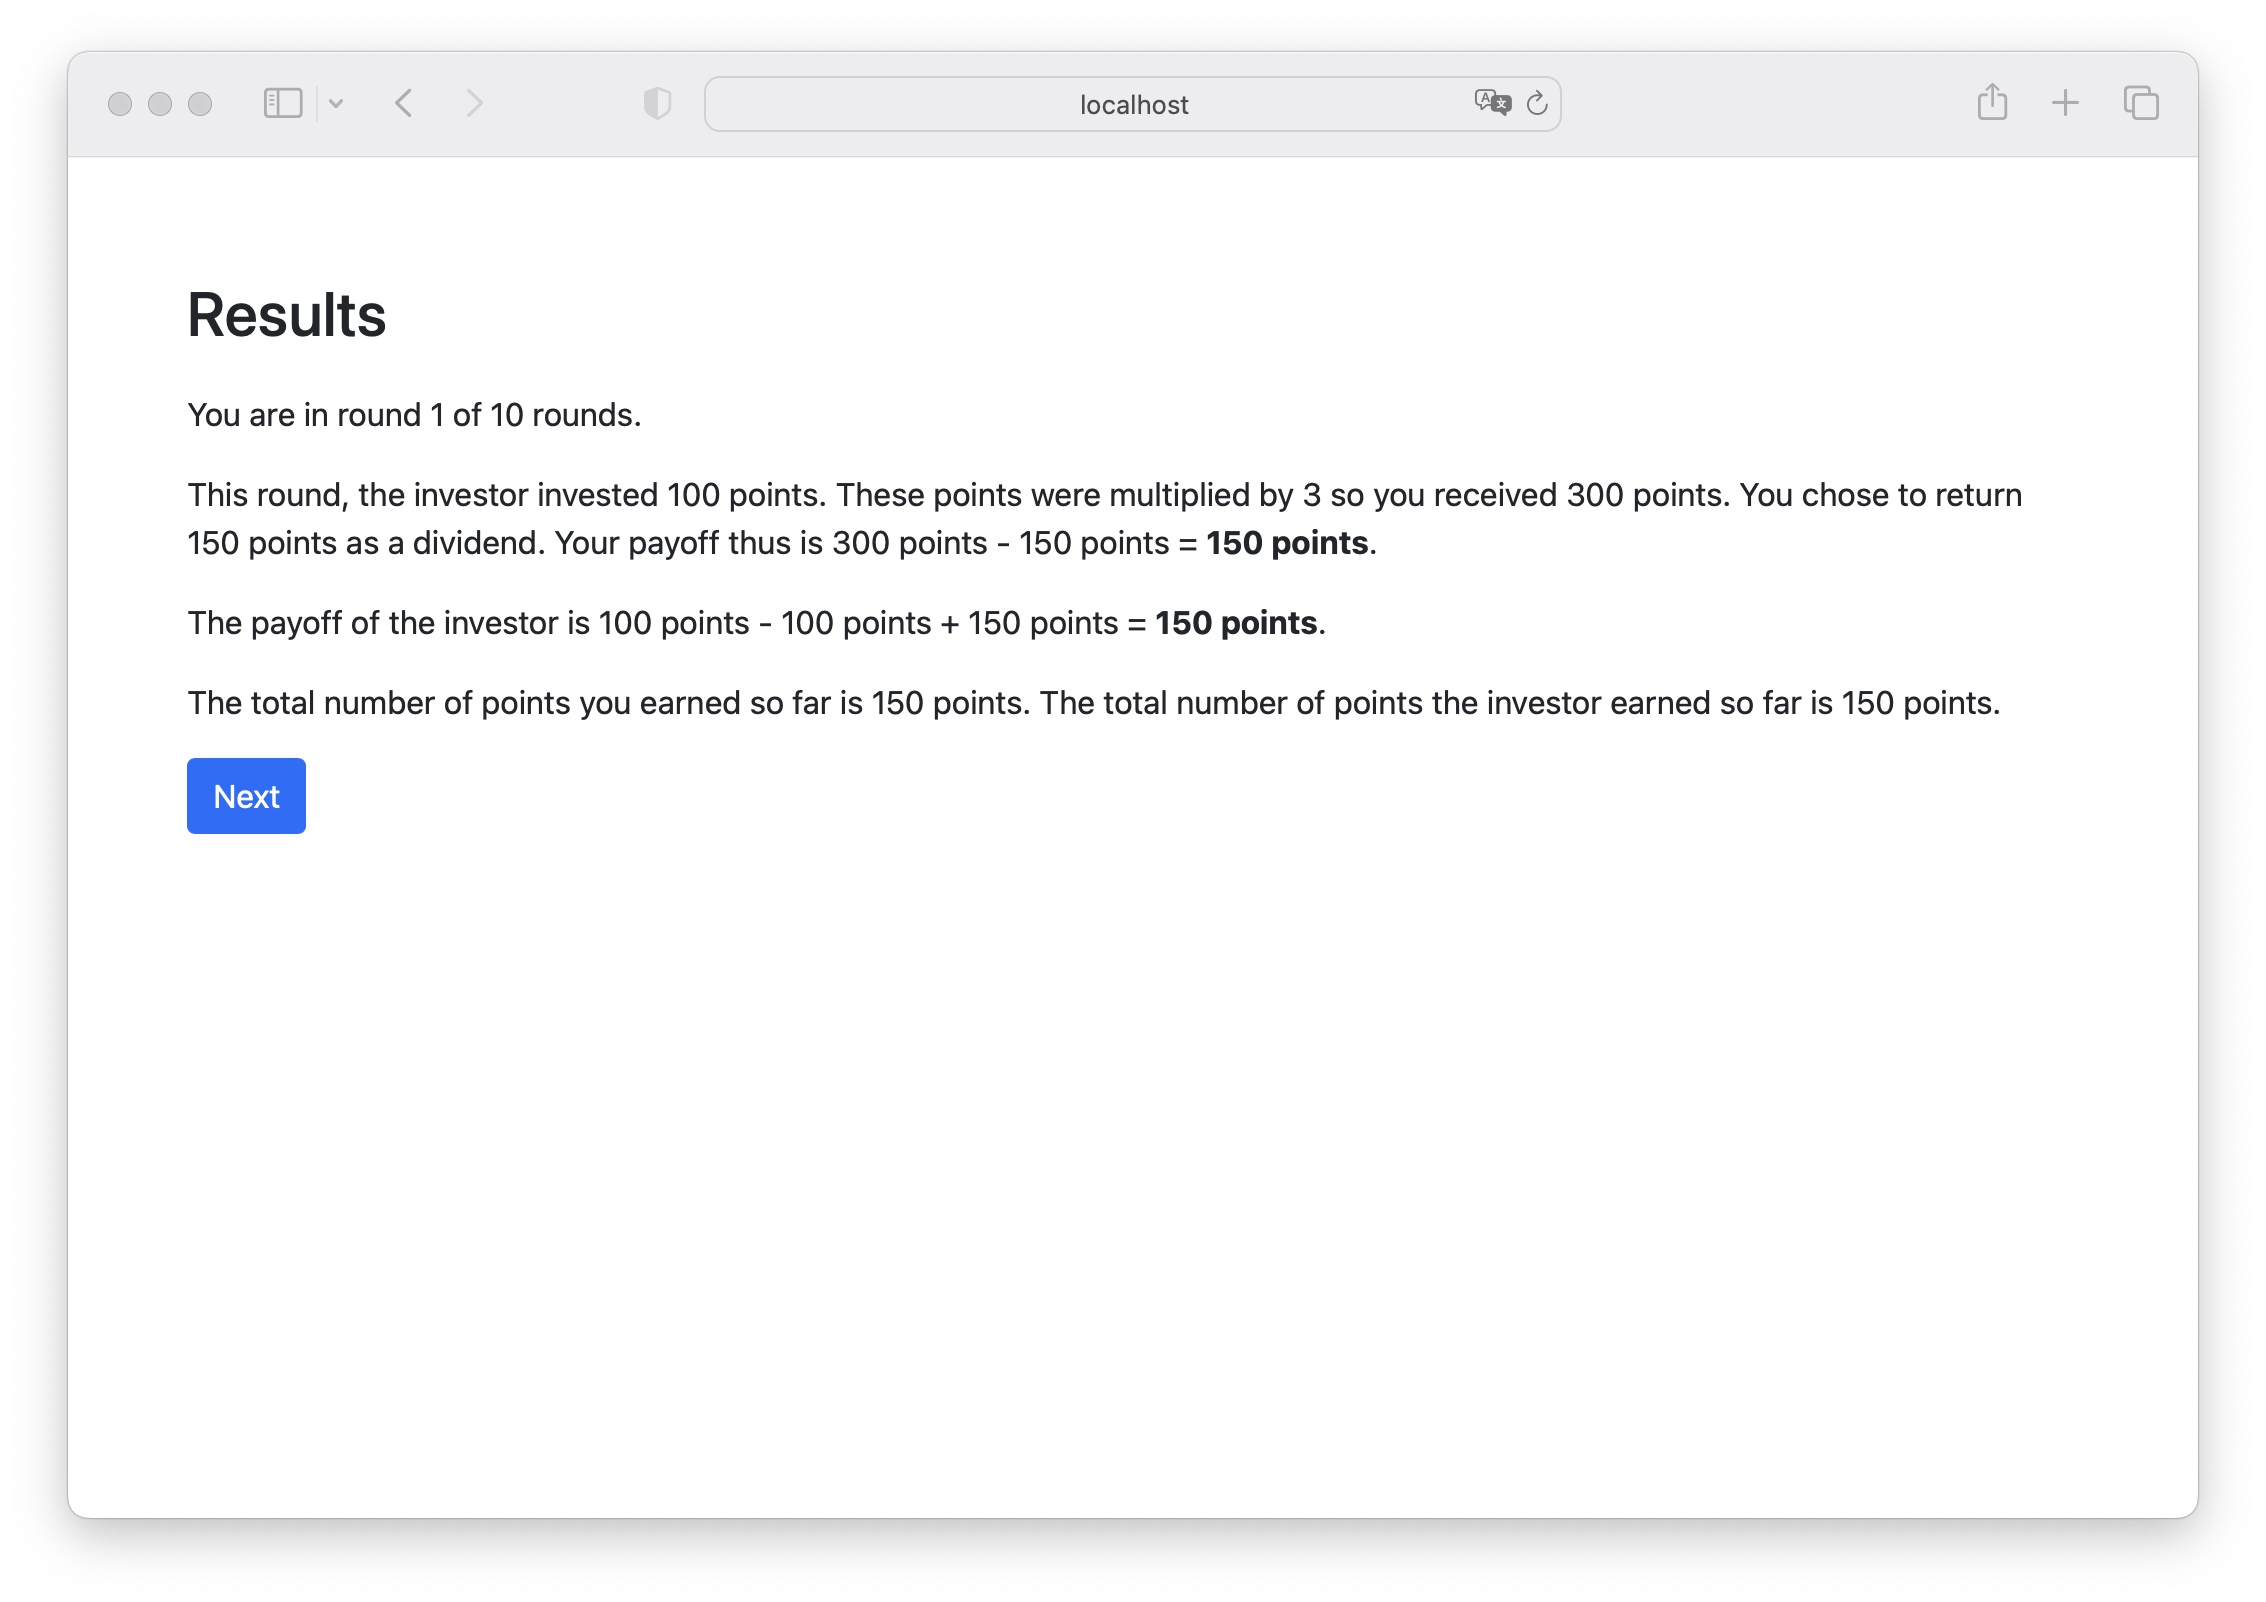 localhost
Results
You are in round 1 of 10 rounds.
This round, the investor invested 100 points. These points were multiplied by 3 so you received 300 points. You chose to return
150 points as a dividend. Your payoff thus is 300 points - 150 points = 150 points.
The payoff of the investor is 100 points - 100 points + 150 points = 150 points.
The total number of points you earned so far is 150 points. The total number of points the investor earned so far is 150 points.
Next